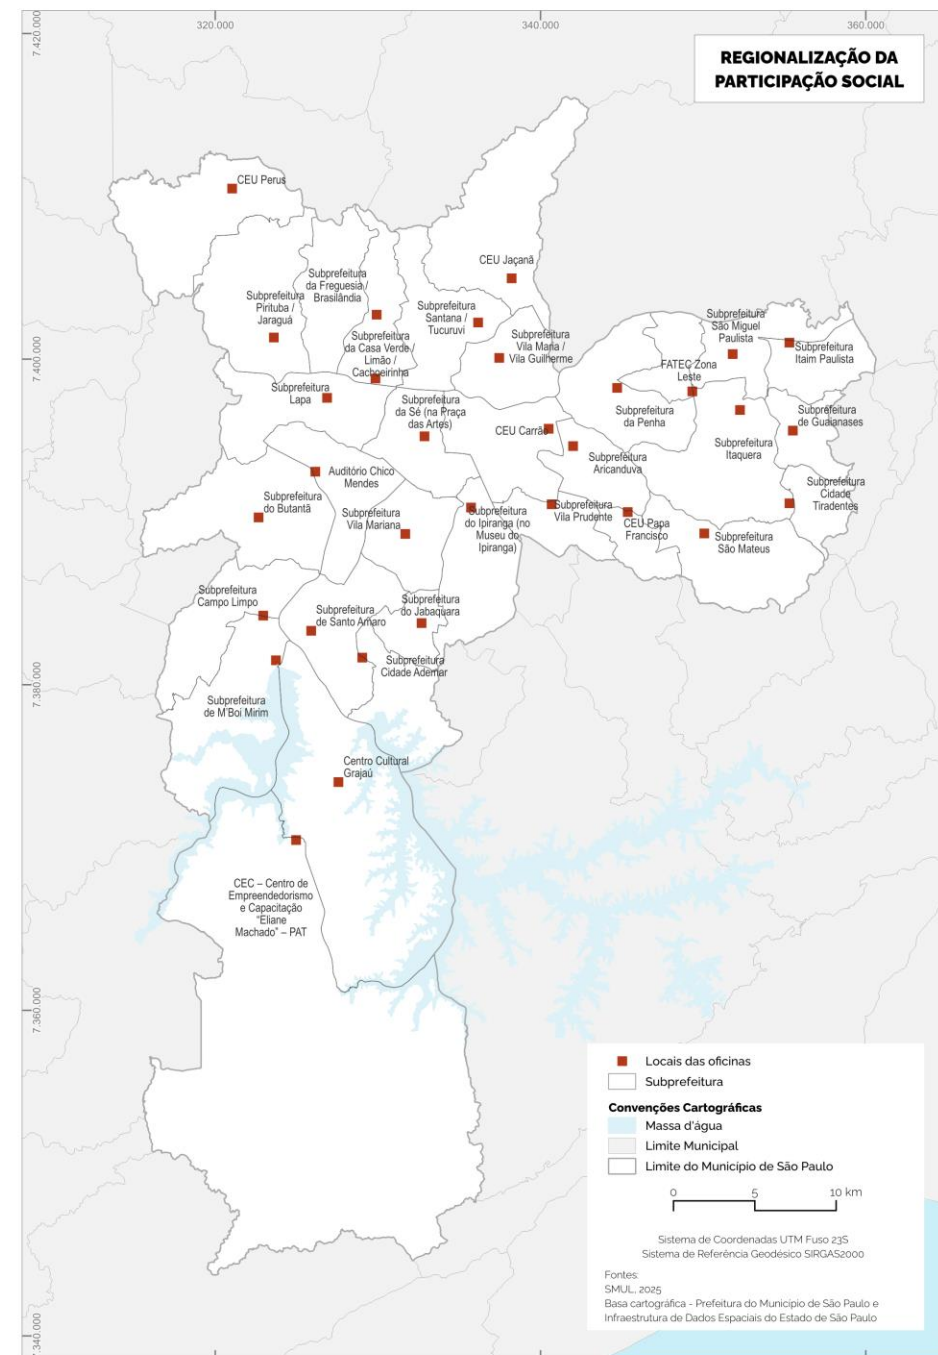 320.000
340.000
360.000
7.420.000
REGIONALIZAÇÃO DA
PARTICIPAÇÃO SOCIAL
CEU Perus
CEU Jaçanã
Subprefeitura
da Freguesia /
Brasilândia
Subprefeitura
Pirituba /
Jaraguá
Subprefeitura
Santana /
Tucuruvi
Subprefeitura
da Casa Verde /
Limão /
Cachoeirinha
Subprefeitura
Vila Maria /
Vila Guilherme
Subprefeitura
São Miguel
Paulista
Subprefeitura
Itaim Paulista
7.400.000
FATEC Zona
Leste
Subprefeitura
Lapa
Subprefeitura
da Sé (na Praça
das Artes)
Subprefeitura
da Penha
Subprefeitura
de Guaianases
CEU Carrão
Subprefeitura
Itaquera
Subprefeitura
Aricanduva
Auditório Chico
Mendes
Subprefeitura
Cidade
Tiradentes
Subprefeitura
do Butantã
Subprefeitura
Vila Mariana
Subprefeitura
do Ipiranga (no
Museu do
Ipiranga)
Subprefeitura
Vila Prudente
CEU Papa
Francisco
Subprefeitura
São Mateus
Subprefeitura
Campo Limpo
Subprefeitura
de Santo Amaro
Subprefeitura
do Jabaquara
Subprefeitura
Cidade Ademar
7.380.000
Subprefeitura
de M'Boi Mirim
Centro Cultural
Grajaú
CEC – Centro de
Empreendedorismo
e Capacitação
"Eliane
Machado" – PAT
7.360.000
Locais das oficinas
Subprefeitura
Convenções Cartográficas
Massa d'água
Limite Municipal
Limite do Município de São Paulo
0 5 10 km
Sistema de Coordenadas UTM Fuso 23S
Sistema de Referência Geodésico SIRGAS2000
Fontes:
SMUL, 2025
Basa cartográfica - Prefeitura do Município de São Paulo e
Infraestrutura de Dados Espaciais do Estado de São Paulo
7.340.000